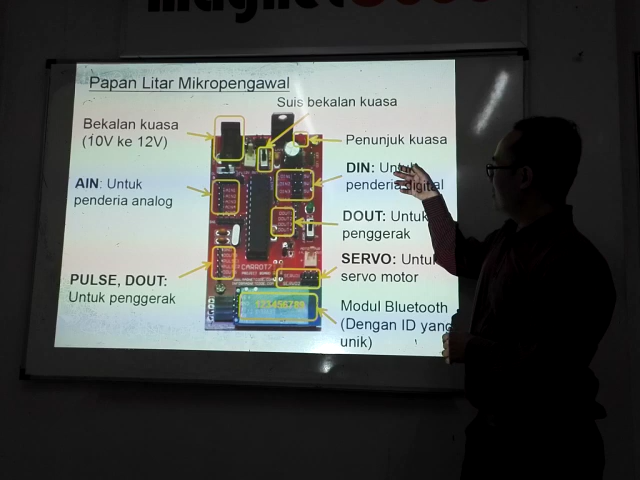 Papan Litar Mikropengawal
Suis bekalan kuasa
Bekalan kuasa
(10V ke 12V)
Penunjuk kuasa
DIN: Untuk
penderia digital
AIN: Untuk
penderia analog
DOUT: Untuk
penggerak
SERVO: Untuk
servo motor
PULSE, DOUT:
Untuk penggerak
CARROT
123456789
Modul Bluetooth
(Dengan ID yang
unik)